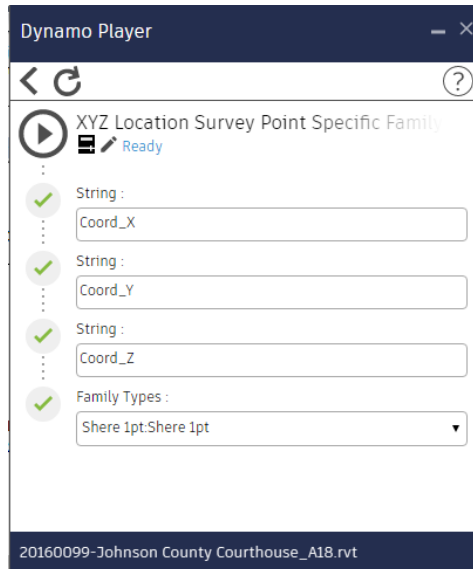 Dynamo Player
XYZ Location Survey Point Specific Family
Ready
String :
Coord_X
String :
Coord_Y
String :
Coord_Z
Family Types :
Shere 1pt:Shere 1pt
20160099-Johnson County Courthouse_A18.rvt